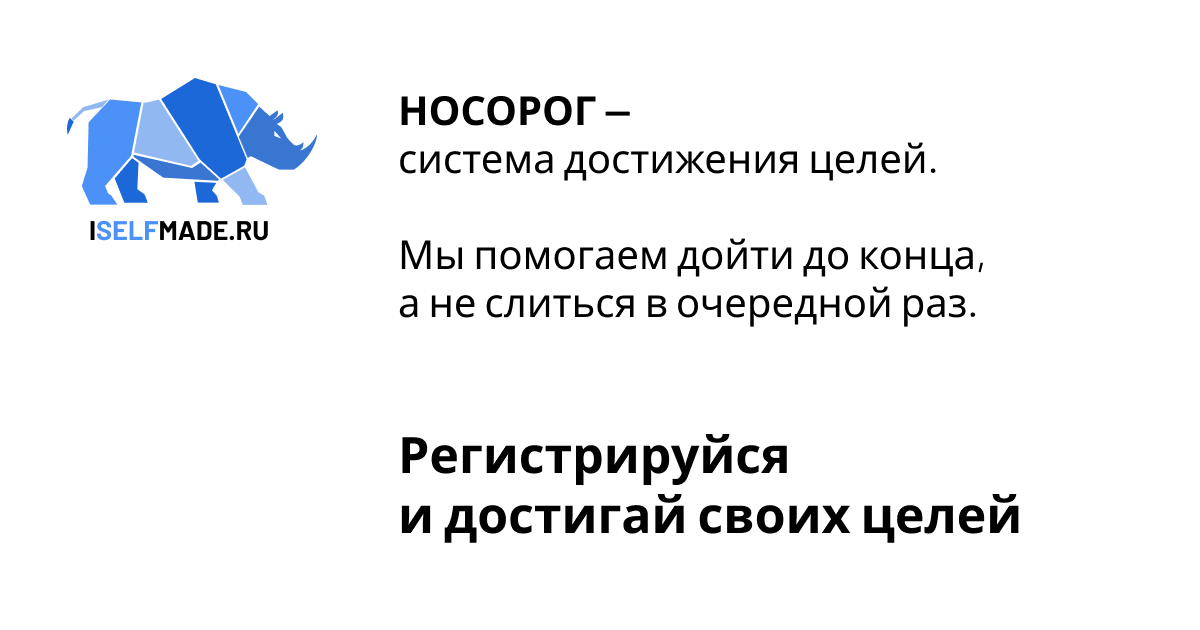 ISELFMADE.RU
НОСОРОГ –
система достижения целей.
Мы помогаем дойти до конца,
а не слиться в очередной раз.
Регистрируйся
и достигай своих целей